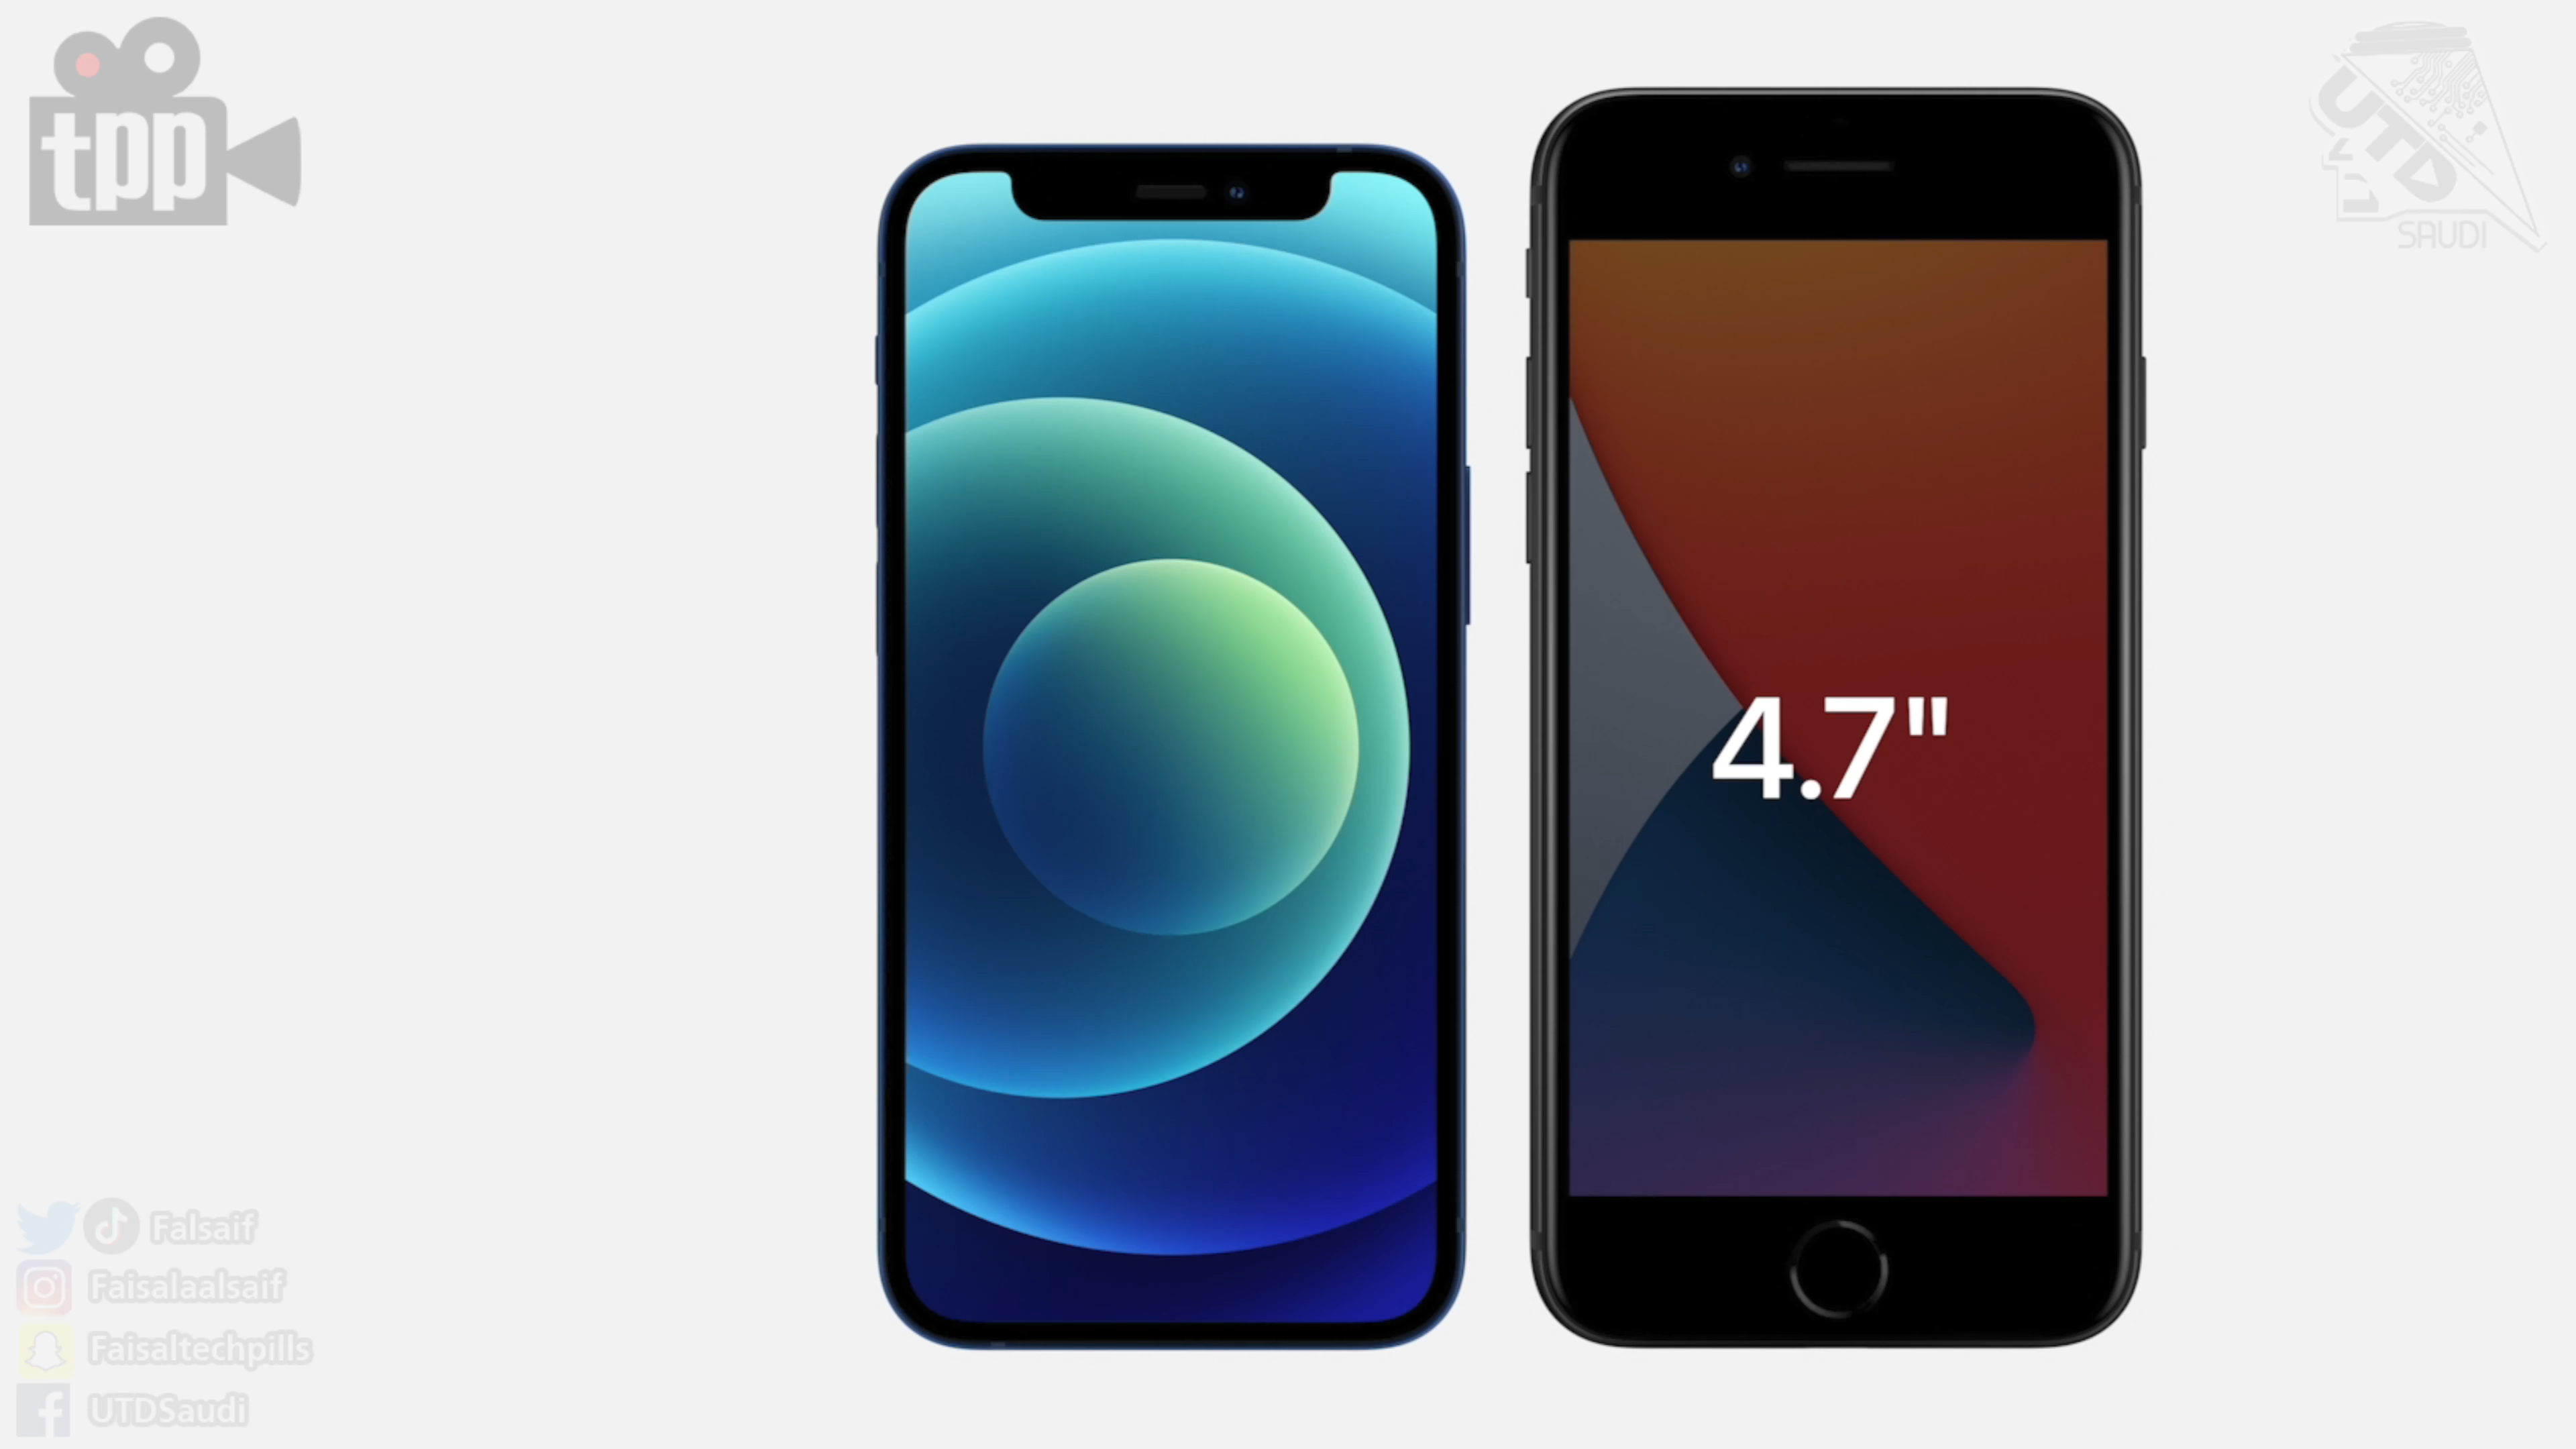 tpp
UTD
SAUDI
4.7"
Falsaif
Faisalaalsaif
Faisaltechpills
UTDSaudi